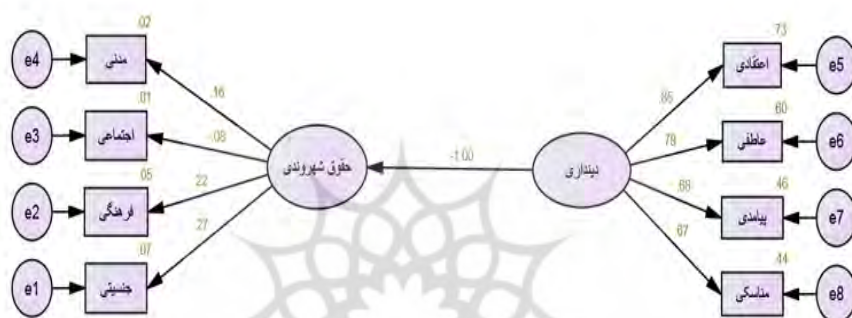 .02
e4
مدنی
.01
e3
اجتماعی
.05
e2
فرهنگی
.07
e1
جنسیتی
.16
-.08
.22
.27
حقوق شهروندی
-1.00
دینداری
.73
اعتقادی
e5
.60
عاطفی
e6
.46
پیامدی
e7
.44
مناسکی
e8
.85
.78
.68
.67